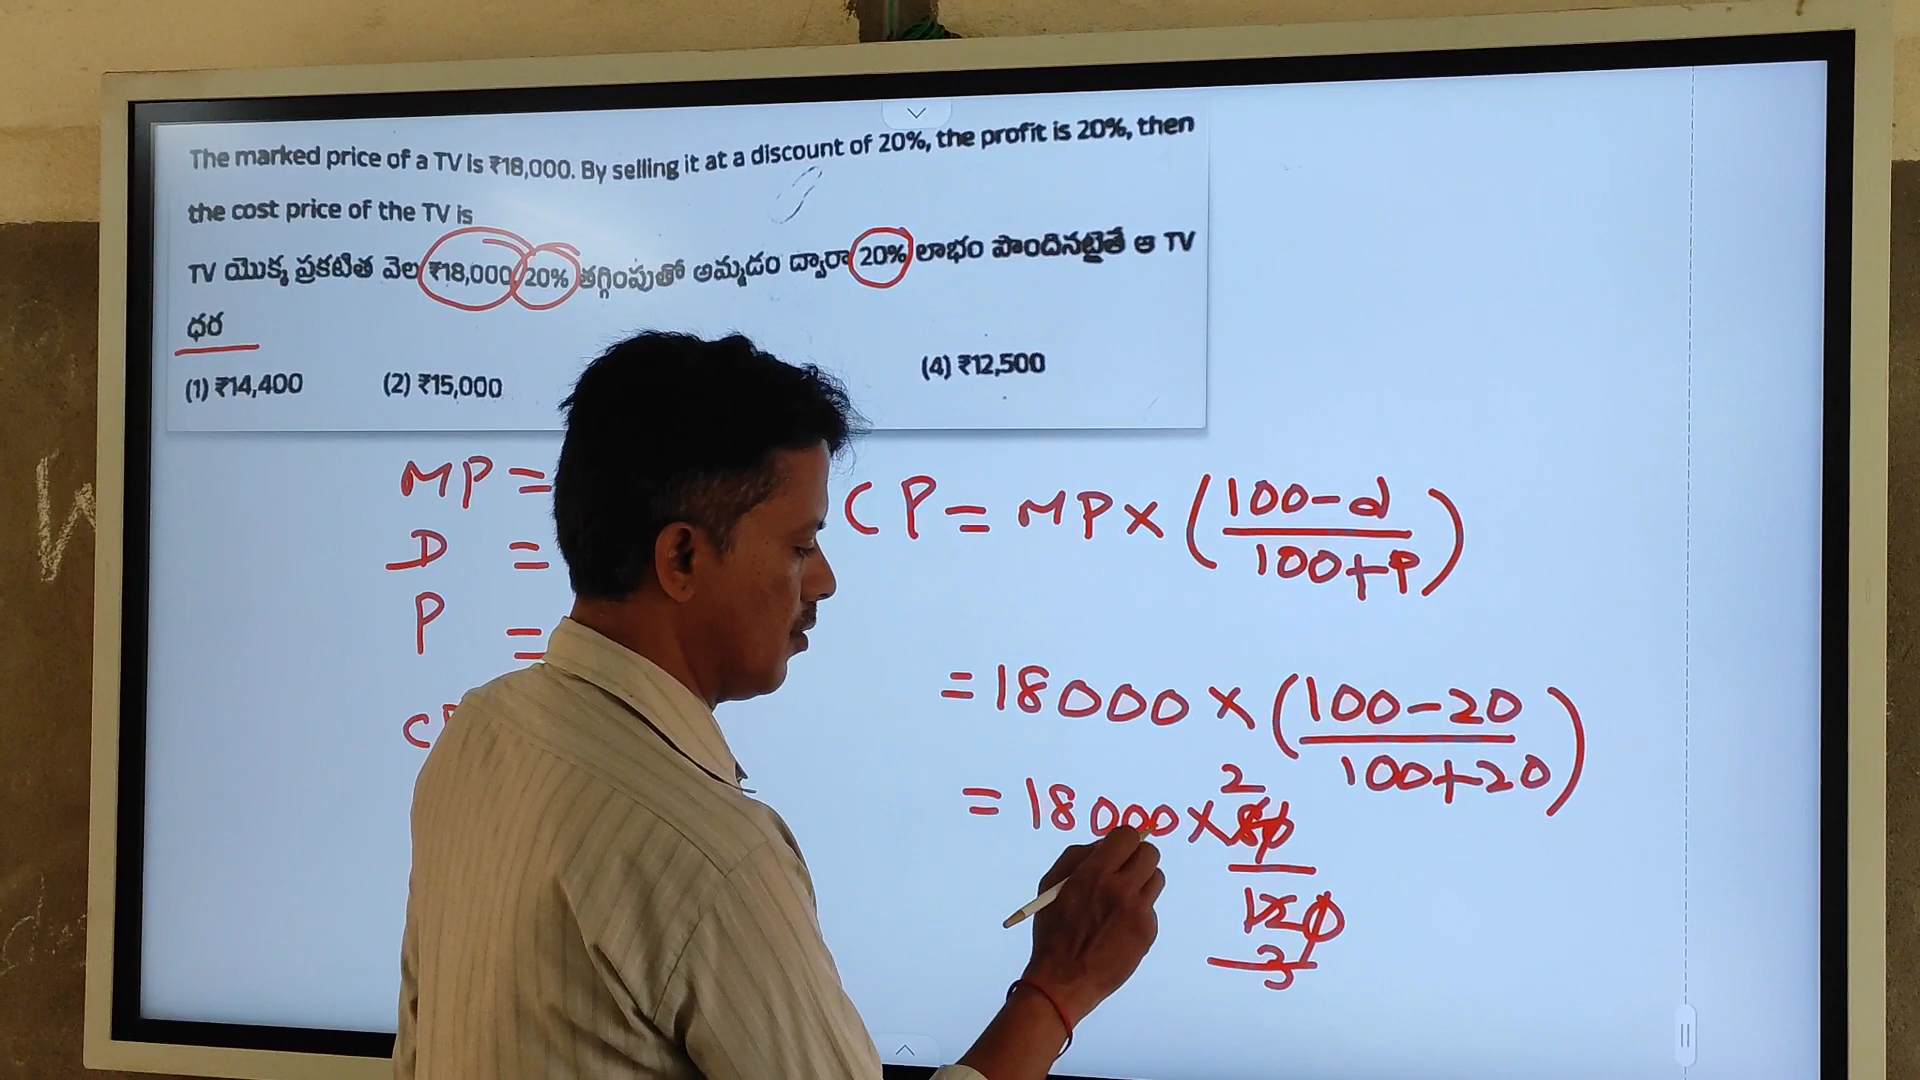 The marked price of a TV is ₹18,000. By selling it at a discount of 20%, the profit is 20%, then
the cost price of the TV is
TV యొక్క ప్రకటిత వెల ₹18,000 20% తగ్గింపుతో అమ్మడం ద్వారా 20% లాభం పొందినట్లైతే ఆ TV
ధర
(1) ₹14,400 (2) ₹15,000 (4) ₹12,500
MP =
D =
P =
C
CP = MP × (100-d / 100+P)
= 18000 × (100-20 / 100+20)
2
= 18000 × 80
120
3